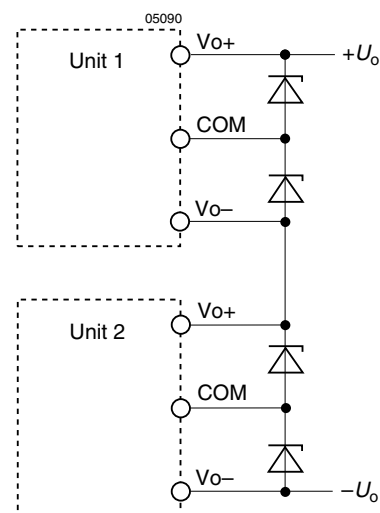 05090
Unit 1
Vo+
+Uo
COM
Vo–
Unit 2
Vo+
COM
Vo–
–Uo